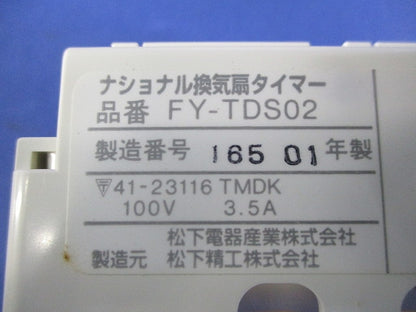 ナショナル換気扇タイマー
品番 FY-TDS02
製造番号 165 01年製
〒41-23116 TMDK
100V 3.5A
松下電器産業株式会社
製造元 松下精工株式会社